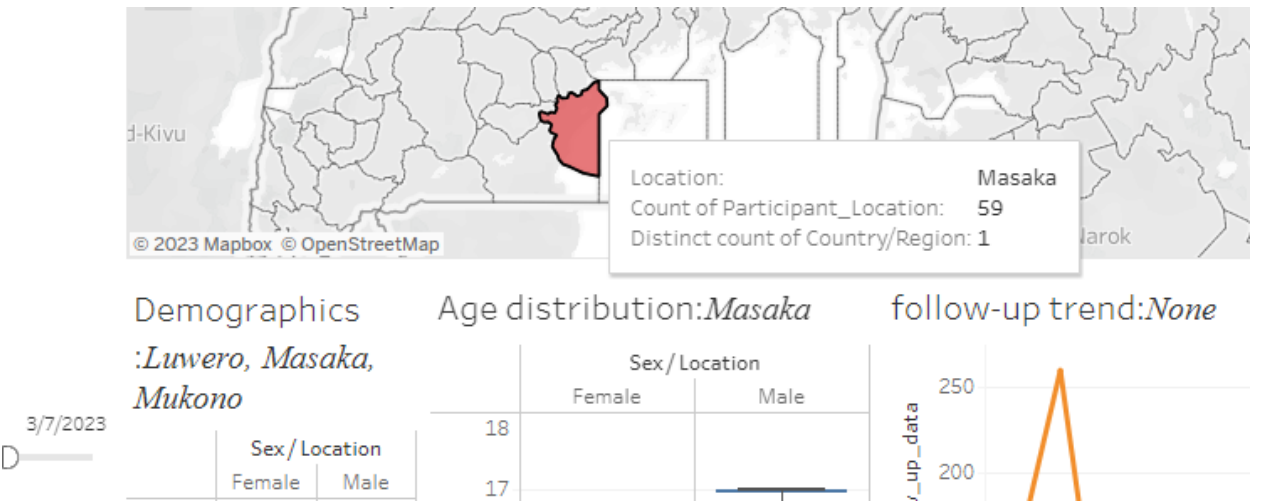 d-Kivu
Location: Masaka
Count of Participant_Location: 59
Distinct count of Country/Region: 1
Narok
© 2023 Mapbox © OpenStreetMap
Demographics
:Luwero, Masaka,
Mukono
Age distribution:Masaka
follow-up trend:None
3/7/2023
Sex / Location
Female Male
Sex / Location
Female Male
18
17
250
200
_up_data